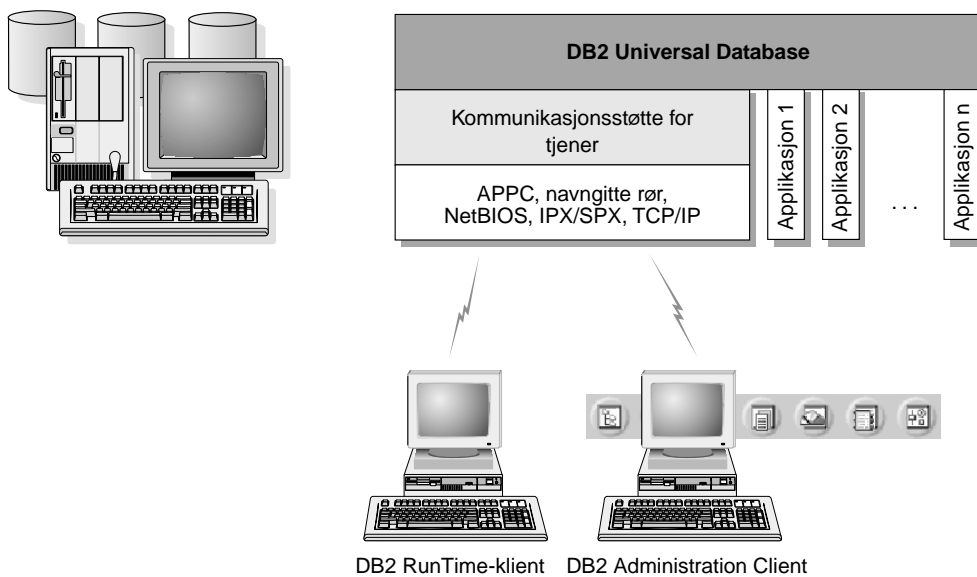 DB2 Universal Database
Kommunikasjonsstøtte for
tjener
APPC, navngitte rør,
NetBIOS, IPX/SPX, TCP/IP
Applikasjon 1
Applikasjon 2
. . .
Applikasjon n
DB2 RunTime-klient
DB2 Administration Client